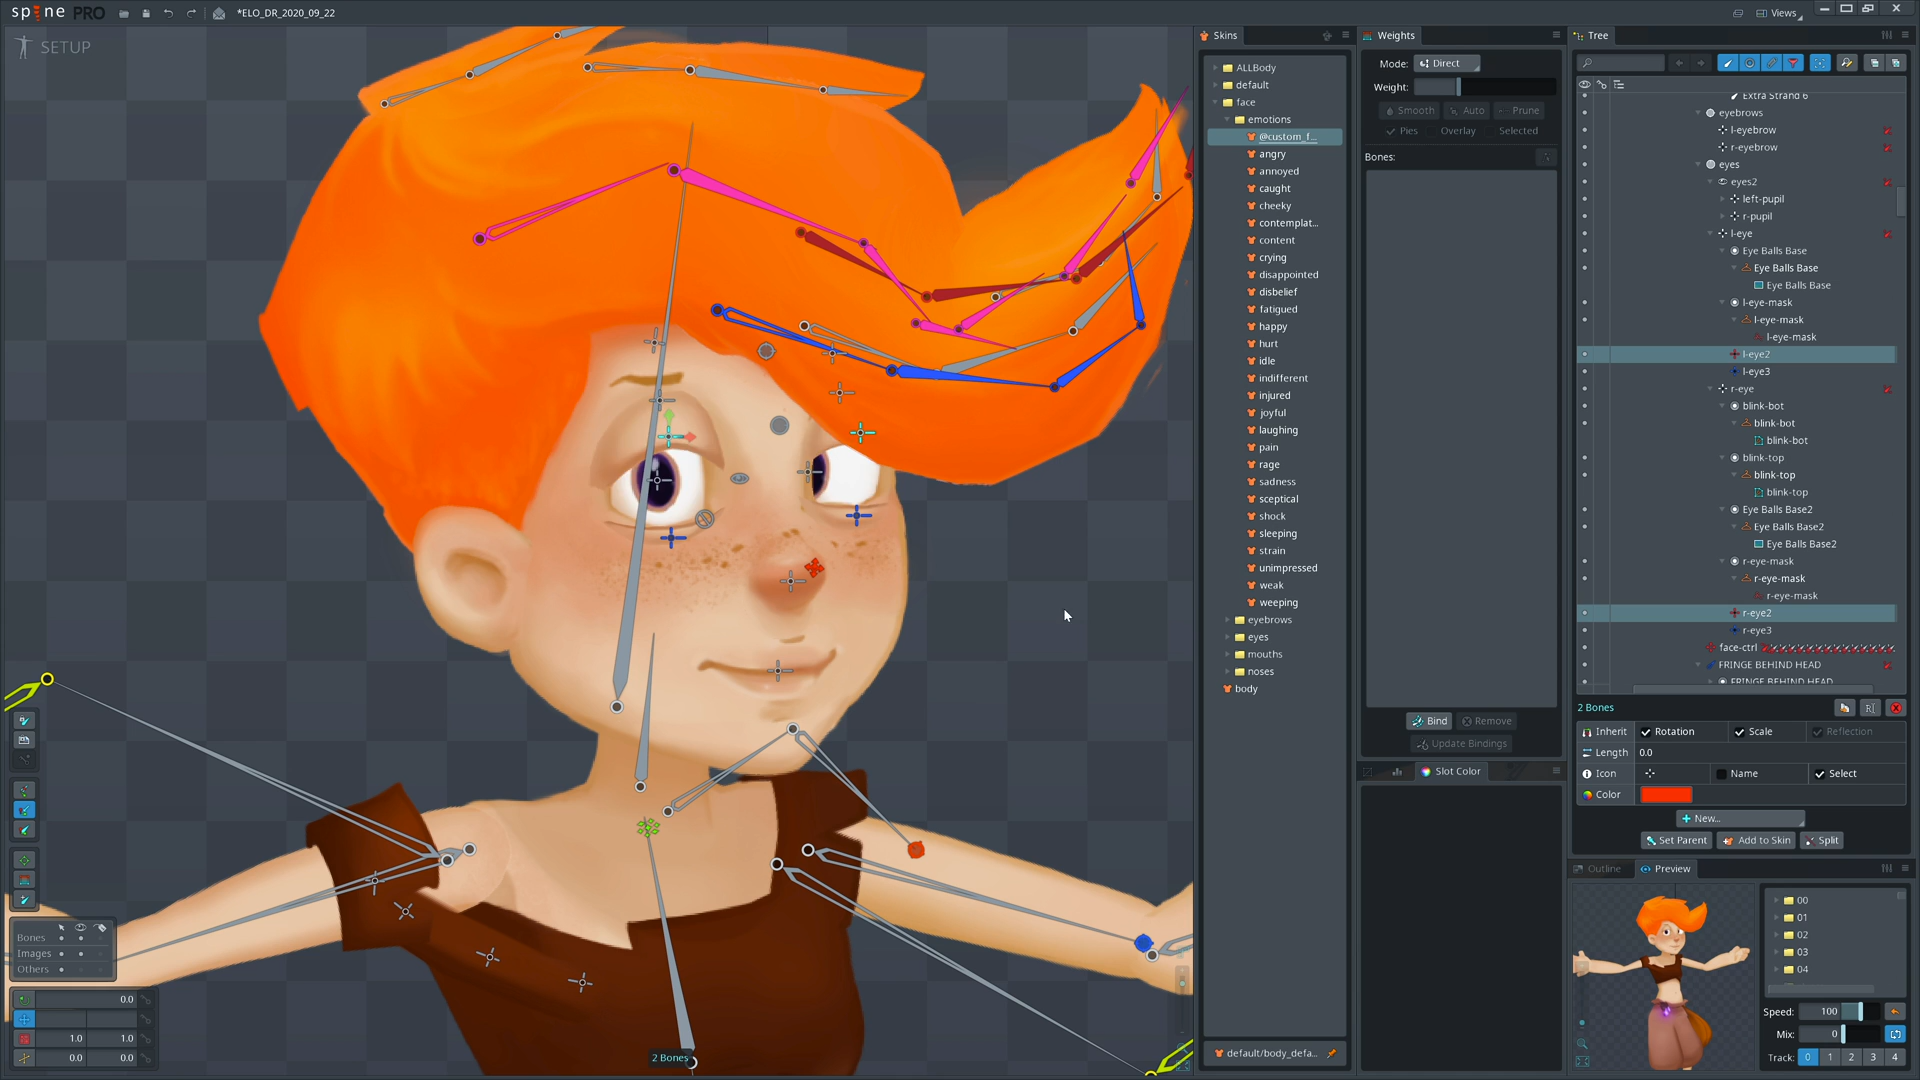 spine PRO
*ELO_DR_2020_09_22
Views
SETUP
Skins
ALLBody
default
face
emotions
@custom_f...
angry
annoyed
caught
cheeky
contemplat...
content
crying
disappointed
disbelief
fatigued
happy
hurt
idle
indifferent
injured
joyful
laughing
pain
rage
sadness
sceptical
shock
sleeping
strain
unimpressed
weak
weeping
eyebrows
eyes
mouths
noses
body
default/body_defa...
Weights
Mode: Direct
Weight:
Smooth Auto Prune
Pies Overlay Selected
Bones:
Bind Remove
Update Bindings
Slot Color
Tree
Extra Strand 6
eyebrows
l-eyebrow
r-eyebrow
eyes
eyes2
left-pupil
r-pupil
l-eye
Eye Balls Base
Eye Balls Base
Eye Balls Base
l-eye-mask
l-eye-mask
l-eye-mask
l-eye2
l-eye3
r-eye
blink-bot
blink-bot
blink-bot
blink-top
blink-top
blink-top
Eye Balls Base2
Eye Balls Base2
Eye Balls Base2
r-eye-mask
r-eye-mask
r-eye-mask
r-eye2
r-eye3
face-ctrl
FRINGE BEHIND HEAD
FRINGE BEHIND HEAD
2 Bones
Inherit Rotation Scale Reflection
Length 0.0
Icon Name Select
Color
New...
Set Parent Add to Skin Split
Outline Preview
00
01
02
03
04
Speed: 100
Mix: 0
Track: 0 1 2 3 4
Bones
Images
Others
0.0
1.0 1.0
0.0 0.0
2 Bones